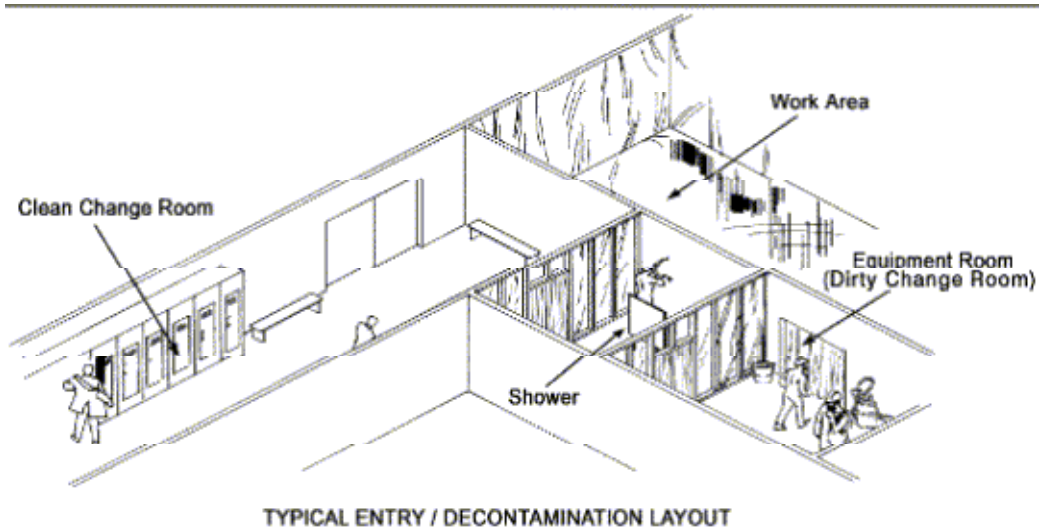 Work Area
Clean Change Room
Equipment Room
(Dirty Change Room)
Shower
TYPICAL ENTRY / DECONTAMINATION LAYOUT